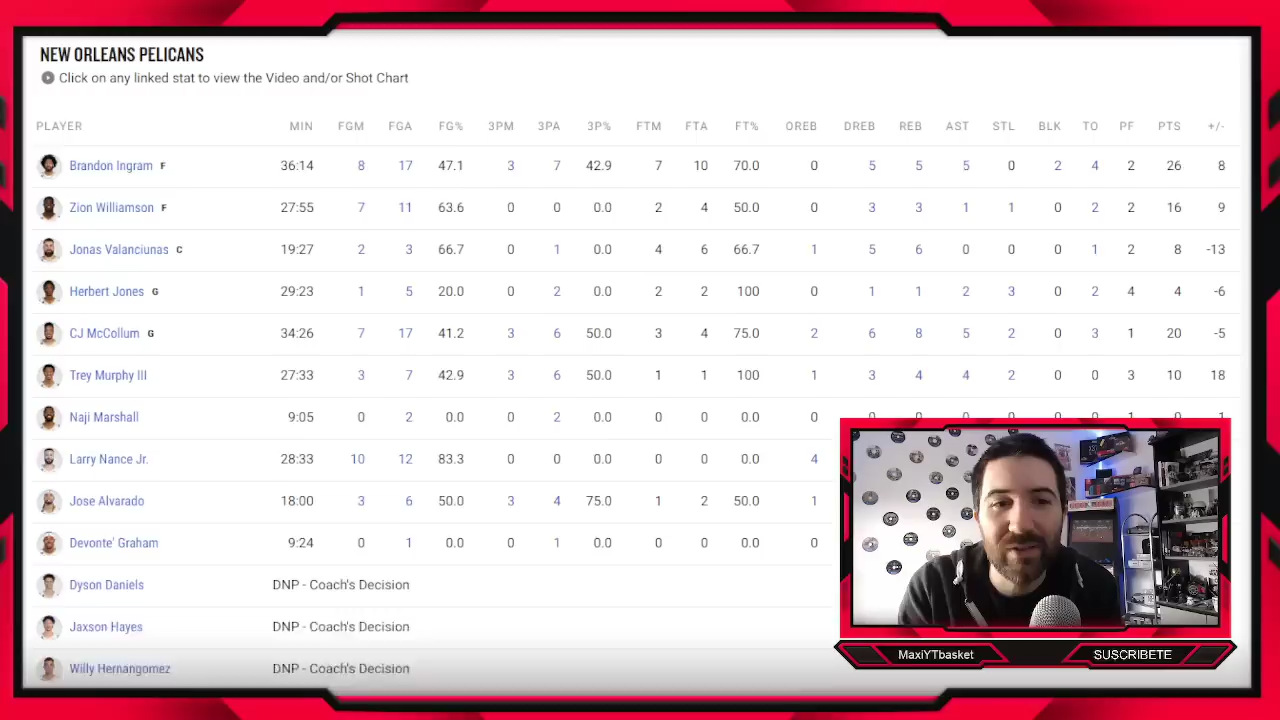 NEW ORLEANS PELICANS
Click on any linked stat to view the Video and/or Shot Chart
PLAYER MIN FGM FGA FG% 3PM 3PA 3P% FTM FTA FT% OREB DREB REB AST STL BLK TO PF PTS +/-
Brandon Ingram F 36:14 8 17 47.1 3 7 42.9 7 10 70.0 0 5 5 5 0 2 4 2 26 8
Zion Williamson F 27:55 7 11 63.6 0 0 0.0 2 4 50.0 0 3 3 1 1 0 2 2 16 9
Jonas Valanciunas C 19:27 2 3 66.7 0 1 0.0 4 6 66.7 1 5 6 0 0 0 1 2 8 -13
Herbert Jones G 29:23 1 5 20.0 0 2 0.0 2 2 100 0 1 1 2 3 0 2 4 4 -6
CJ McCollum G 34:26 7 17 41.2 3 6 50.0 3 4 75.0 2 6 8 5 2 0 3 1 20 -5
Trey Murphy III 27:33 3 7 42.9 3 6 50.0 1 1 100 1 3 4 4 2 0 0 3 10 18
Naji Marshall 9:05 0 2 0.0 0 2 0.0 0 0 0.0 0
Larry Nance Jr. 28:33 10 12 83.3 0 0 0.0 0 0 0.0 4
Jose Alvarado 18:00 3 6 50.0 3 4 75.0 1 2 50.0 1
Devonte' Graham 9:24 0 1 0.0 0 1 0.0 0 0 0.0 0
Dyson Daniels DNP - Coach's Decision
Jaxson Hayes DNP - Coach's Decision
Willy Hernangomez DNP - Coach's Decision
MaxiYTbasket
SUSCRIBETE